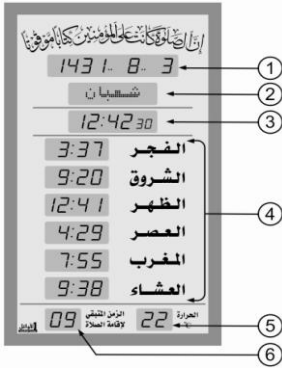 إن الصلوة كانت على المؤمنين كتابا موقوتا
1431.. 8.. 3
شعبان
12:42 30
3:37 الفجر
9:20 الشروق
12:41 الظهر
4:29 العصر
7:55 المغرب
9:38 العشاء
09 الزمن المتبقي لإقامة الصلاة 22 الحرارة
1
2
3
4
5
6